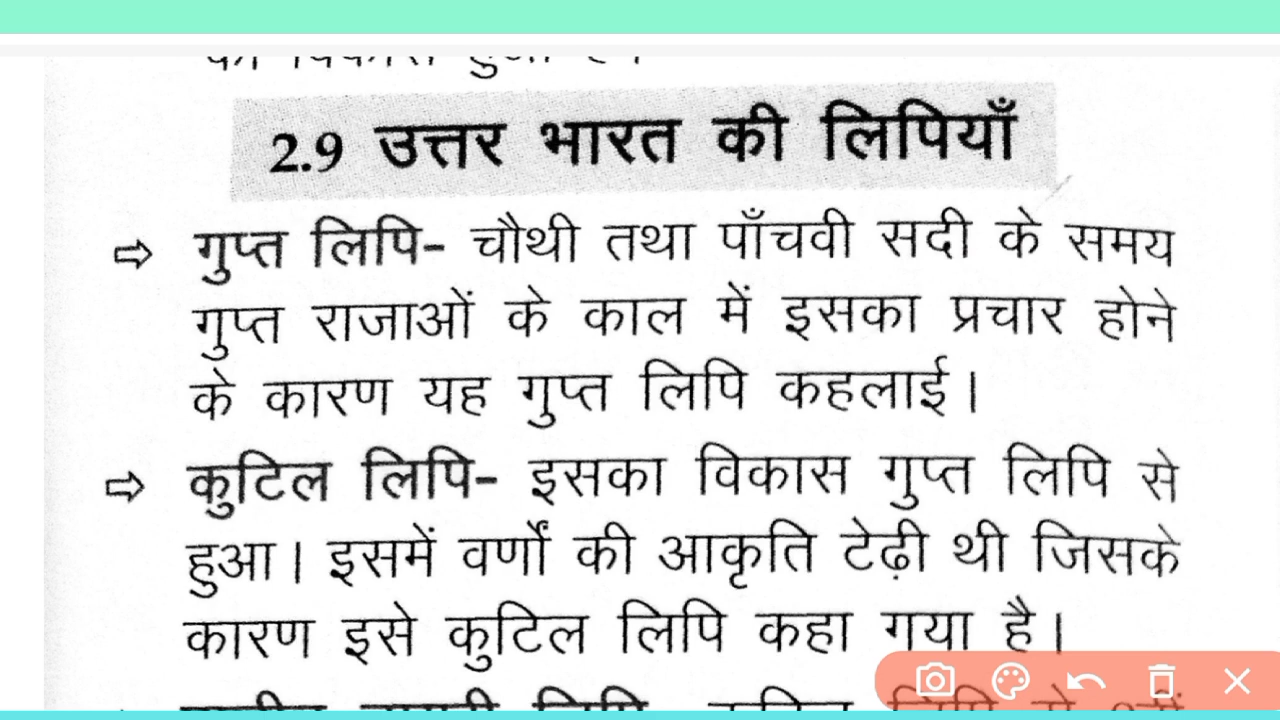 2.9 उत्तर भारत की लिपियाँ
⇨ गुप्त लिपि- चौथी तथा पाँचवी सदी के समय
गुप्त राजाओं के काल में इसका प्रचार होने
के कारण यह गुप्त लिपि कहलाई।
⇨ कुटिल लिपि- इसका विकास गुप्त लिपि से
हुआ। इसमें वर्णों की आकृति टेढ़ी थी जिसके
कारण इसे कुटिल लिपि कहा गया है।